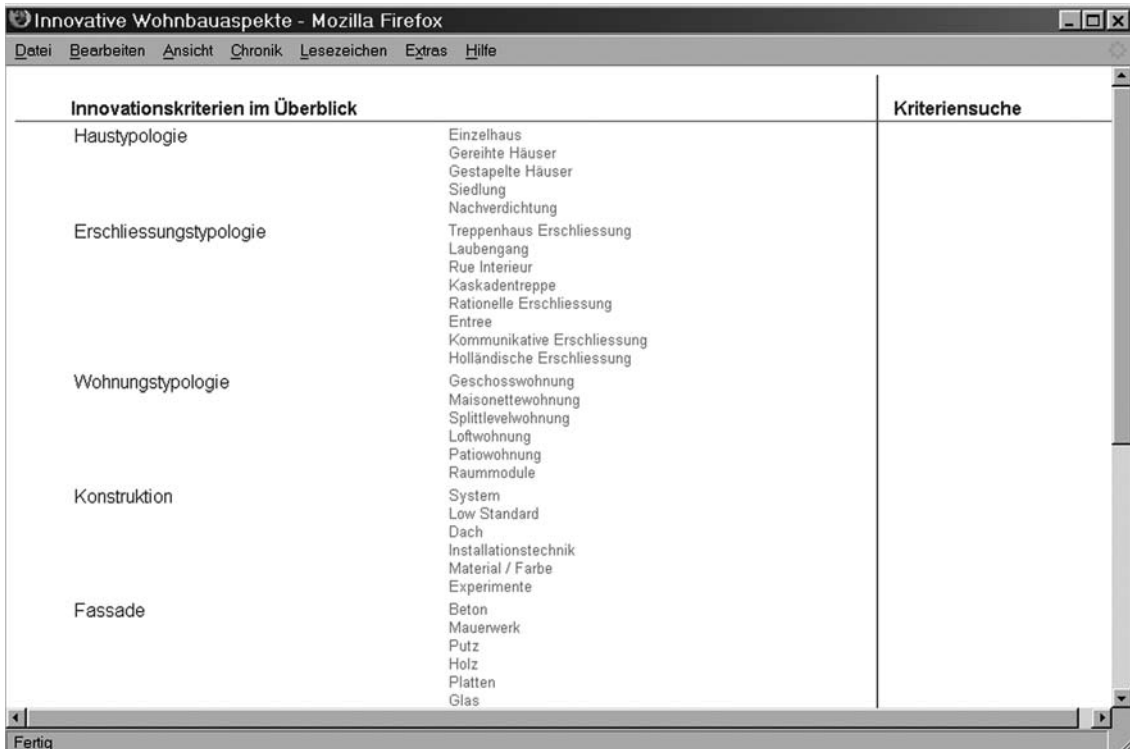 Innovative Wohnbauaspekte - Mozilla Firefox
Datei Bearbeiten Ansicht Chronik Lesezeichen Extras Hilfe
Innovationskriterien im Überblick Kriteriensuche
Haustypologie Einzelhaus
Gereihte Häuser
Gestapelte Häuser
Siedlung
Nachverdichtung
Erschliessungstypologie Treppenhaus Erschliessung
Laubengang
Rue Interieur
Kaskadentreppe
Rationelle Erschliessung
Entree
Kommunikative Erschliessung
Holländische Erschliessung
Wohnungstypologie Geschosswohnung
Maisonettewohnung
Splittlevelwohnung
Loftwohnung
Patiowohnung
Raummodule
Konstruktion System
Low Standard
Dach
Installationstechnik
Material / Farbe
Experimente
Fassade Beton
Mauerwerk
Putz
Holz
Platten
Glas
Fertig